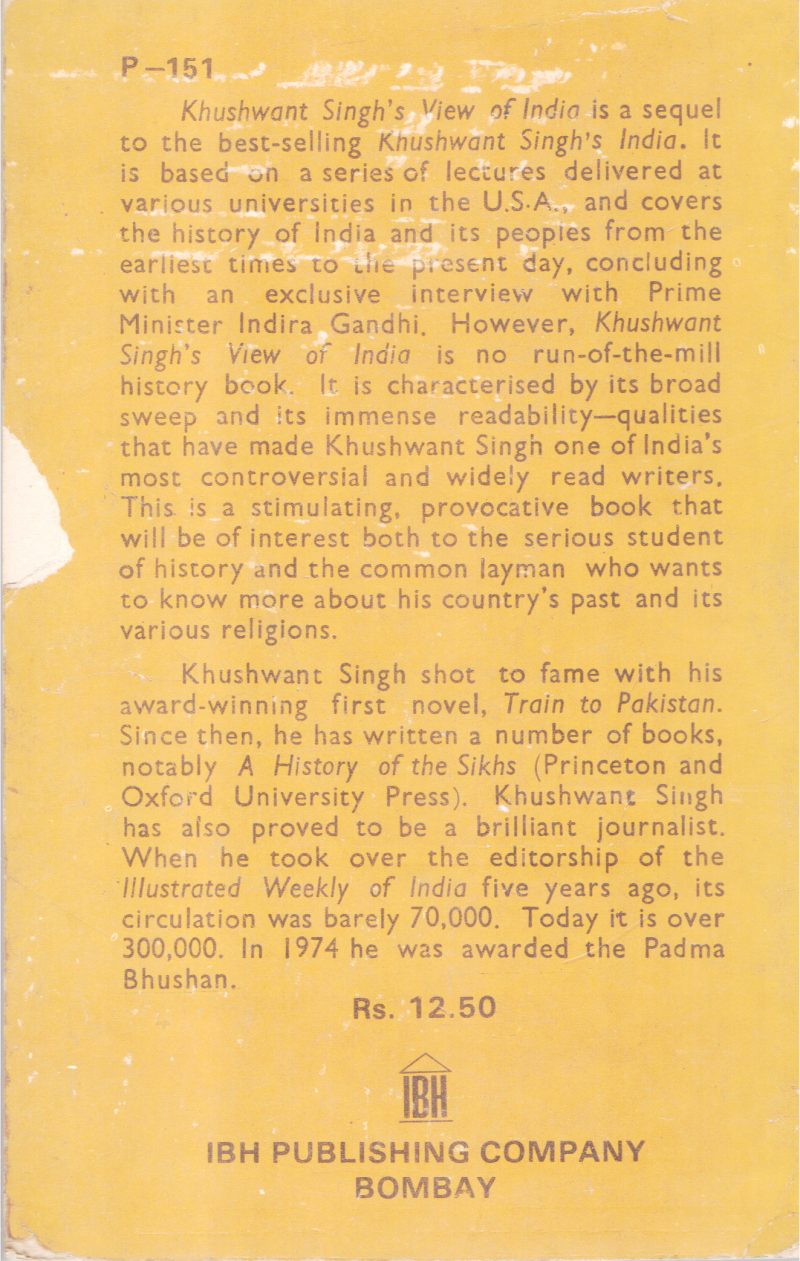 P-151
Khushwant Singh's View of India is a sequel
to the best-selling Khushwant Singh's India. It
is based on a series of lectures delivered at
various universities in the U.S.A., and covers
the history of India and its peoples from the
earliest times to the present day, concluding
with an exclusive interview with Prime
Minister Indira Gandhi. However, Khushwant
Singh's View of India is no run-of-the-mill
history book. It is characterised by its broad
sweep and its immense readability—qualities
that have made Khushwant Singh one of India's
most controversial and widely read writers.
This is a stimulating, provocative book that
will be of interest both to the serious student
of history and the common layman who wants
to know more about his country's past and its
various religions.
Khushwant Singh shot to fame with his
award-winning first novel, Train to Pakistan.
Since then, he has written a number of books,
notably A History of the Sikhs (Princeton and
Oxford University Press). Khushwant Singh
has also proved to be a brilliant journalist.
When he took over the editorship of the
Illustrated Weekly of India five years ago, its
circulation was barely 70,000. Today it is over
300,000. In 1974 he was awarded the Padma
Bhushan.
Rs. 12.50
IBH
IBH PUBLISHING COMPANY
BOMBAY